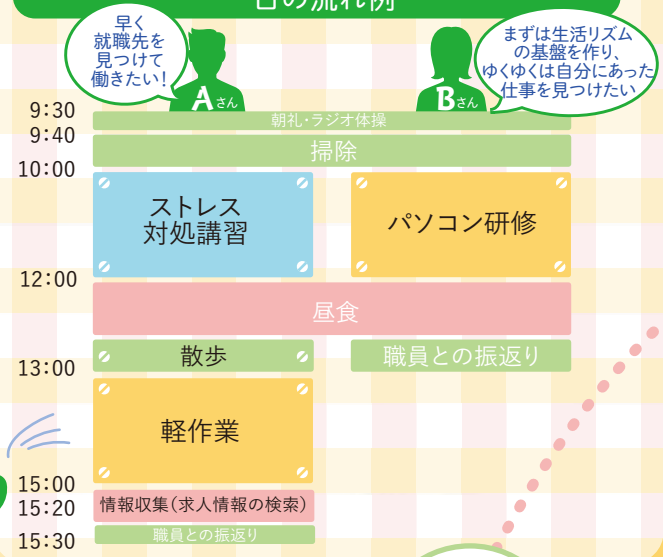 日の流れ例
早く
就職先を
見つけて
働きたい!
まずは生活リズム
の基盤を作り、
ゆくゆくは自分にあった
仕事を見つけたい
Aさん
Bさん
9:30
朝礼・ラジオ体操
9:40
掃除
10:00
ストレス
対処講習
パソコン研修
12:00
昼食
散歩
職員との振返り
13:00
軽作業
15:00
情報収集(求人情報の検索)
15:20
職員との振返り
15:30